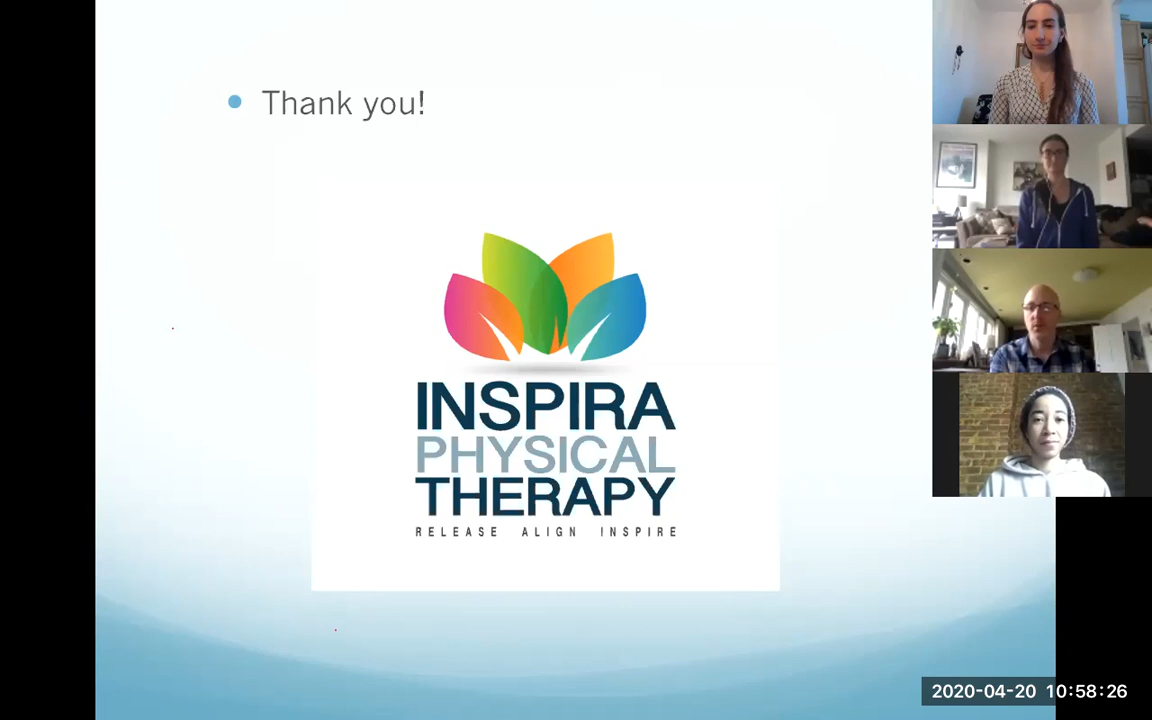 Thank you!
INSPIRA
PHYSICAL
THERAPY
RELEASE ALIGN INSPIRE
2020-04-20 10:58:26